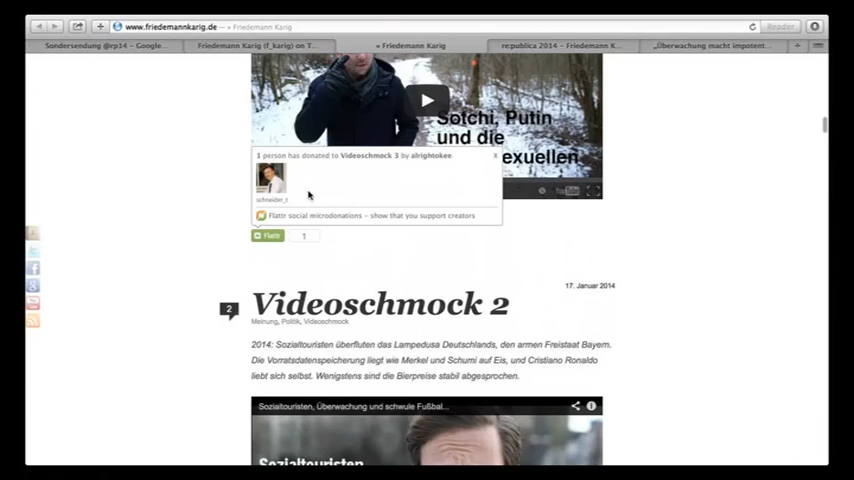 www.friedemannkarig.de — » Friedemann Karig
Reader
Sondersendung @rp14 – Google...
Friedemann Karig (f_karig) on T...
» Friedemann Karig
re:publica 2014 – Friedemann K...
„Überwachung macht impotent...
Sotchi, Putin
und die
exuellen
1 person has donated to Videoschmock 3 by alrightokee
X
schneider_t
Flattr social microdonations – show that you support creators
Flattr
1
17. Januar 2014
2
Videoschmock 2
Meinung, Politik, Videoschmock
2014: Sozialtouristen überfluten das Lampedusa Deutschlands, den armen Freistaat Bayern.
Die Vorratsdatenspeicherung liegt wie Merkel und Schumi auf Eis, und Cristiano Ronaldo
liebt sich selbst. Wenigstens sind die Bierpreise stabil abgesprochen.
Sozialtouristen, Überwachung und schwule Fußbal...
Sozialtouristen